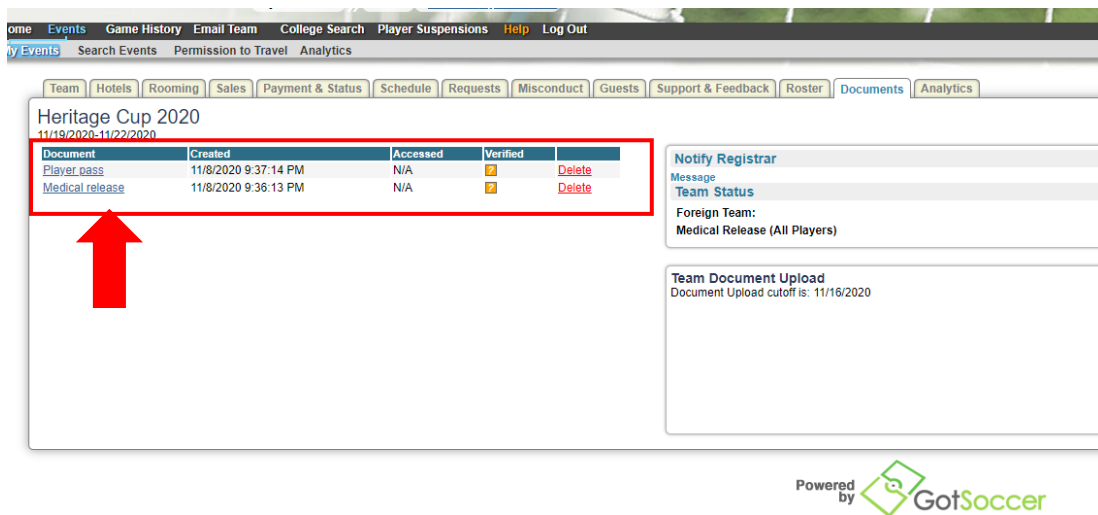 ome Events Game History Email Team College Search Player Suspensions Help Log Out
My Events Search Events Permission to Travel Analytics
Team Hotels Rooming Sales Payment & Status Schedule Requests Misconduct Guests Support & Feedback Roster Documents Analytics
Heritage Cup 2020
11/19/2020-11/22/2020
Document Created Accessed Verified
Player pass 11/8/2020 9:37:14 PM N/A ? Delete
Medical release 11/8/2020 9:36:13 PM N/A ? Delete
Notify Registrar
Message
Team Status
Foreign Team:
Medical Release (All Players)
Team Document Upload
Document Upload cutoff is: 11/16/2020
Powered
by GotSoccer